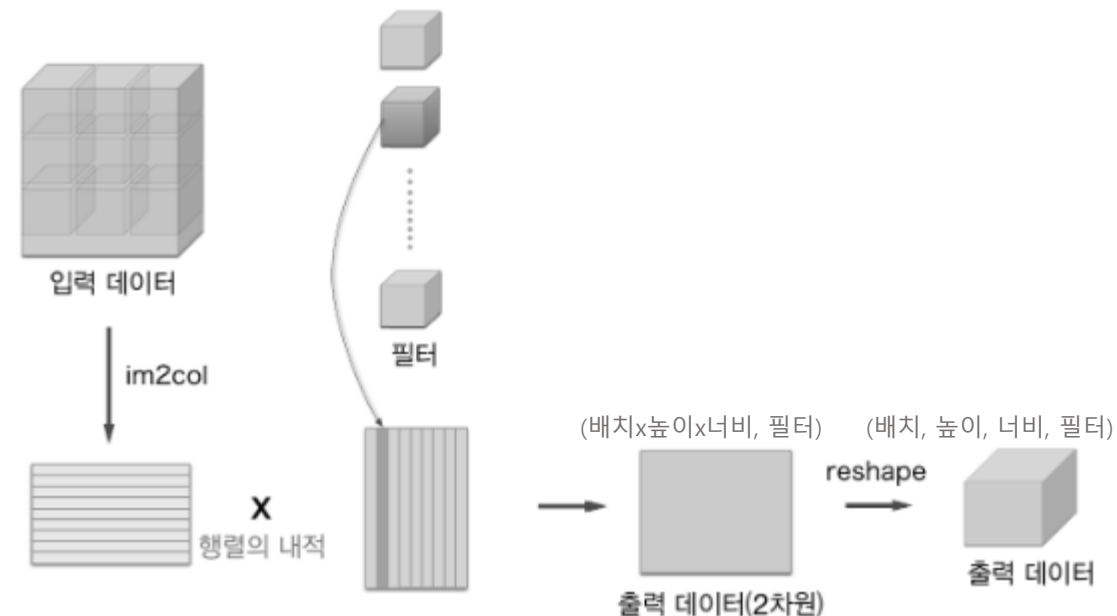 입력 데이터
im2col
필터
X
행렬의 내적
(배치x높이x너비, 필터)
출력 데이터(2차원)
reshape
(배치, 높이, 너비, 필터)
출력 데이터